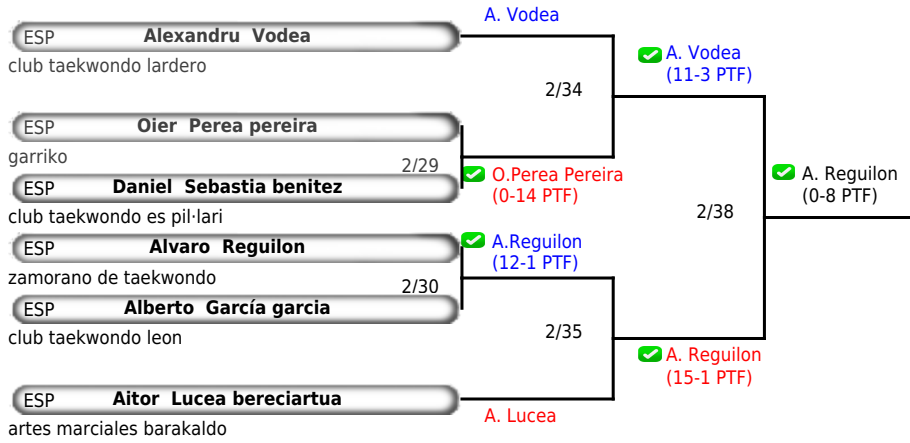 A. Vodea
ESP Alexandru Vodea
club taekwondo lardero
A. Vodea
(11-3 PTF)
2/34
ESP Oier Perea pereira
garriko
2/29
O.Perea Pereira
(0-14 PTF)
ESP Daniel Sebastia benitez
club taekwondo es pil·lari
A. Reguilon
(0-8 PTF)
2/38
ESP Alvaro Reguilon
zamorano de taekwondo
A.Reguilon
(12-1 PTF)
2/30
ESP Alberto García garcia
club taekwondo leon
2/35
A. Reguilon
(15-1 PTF)
ESP Aitor Lucea bereciartua
artes marciales barakaldo
A. Lucea